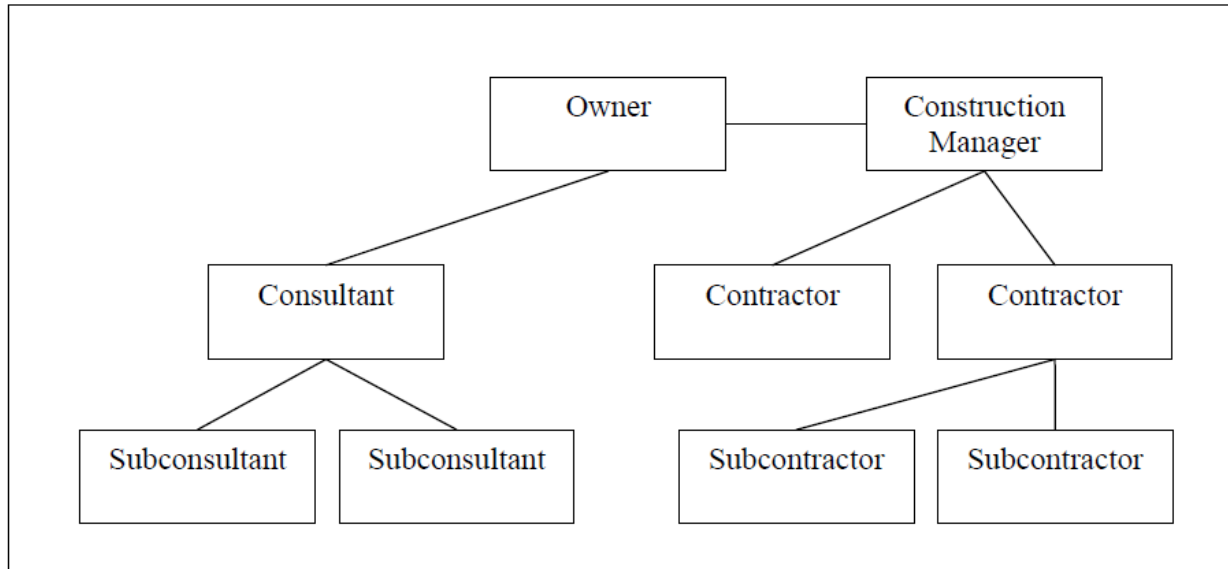 Owner
Construction
Manager
Consultant
Contractor
Contractor
Subconsultant
Subconsultant
Subcontractor
Subcontractor